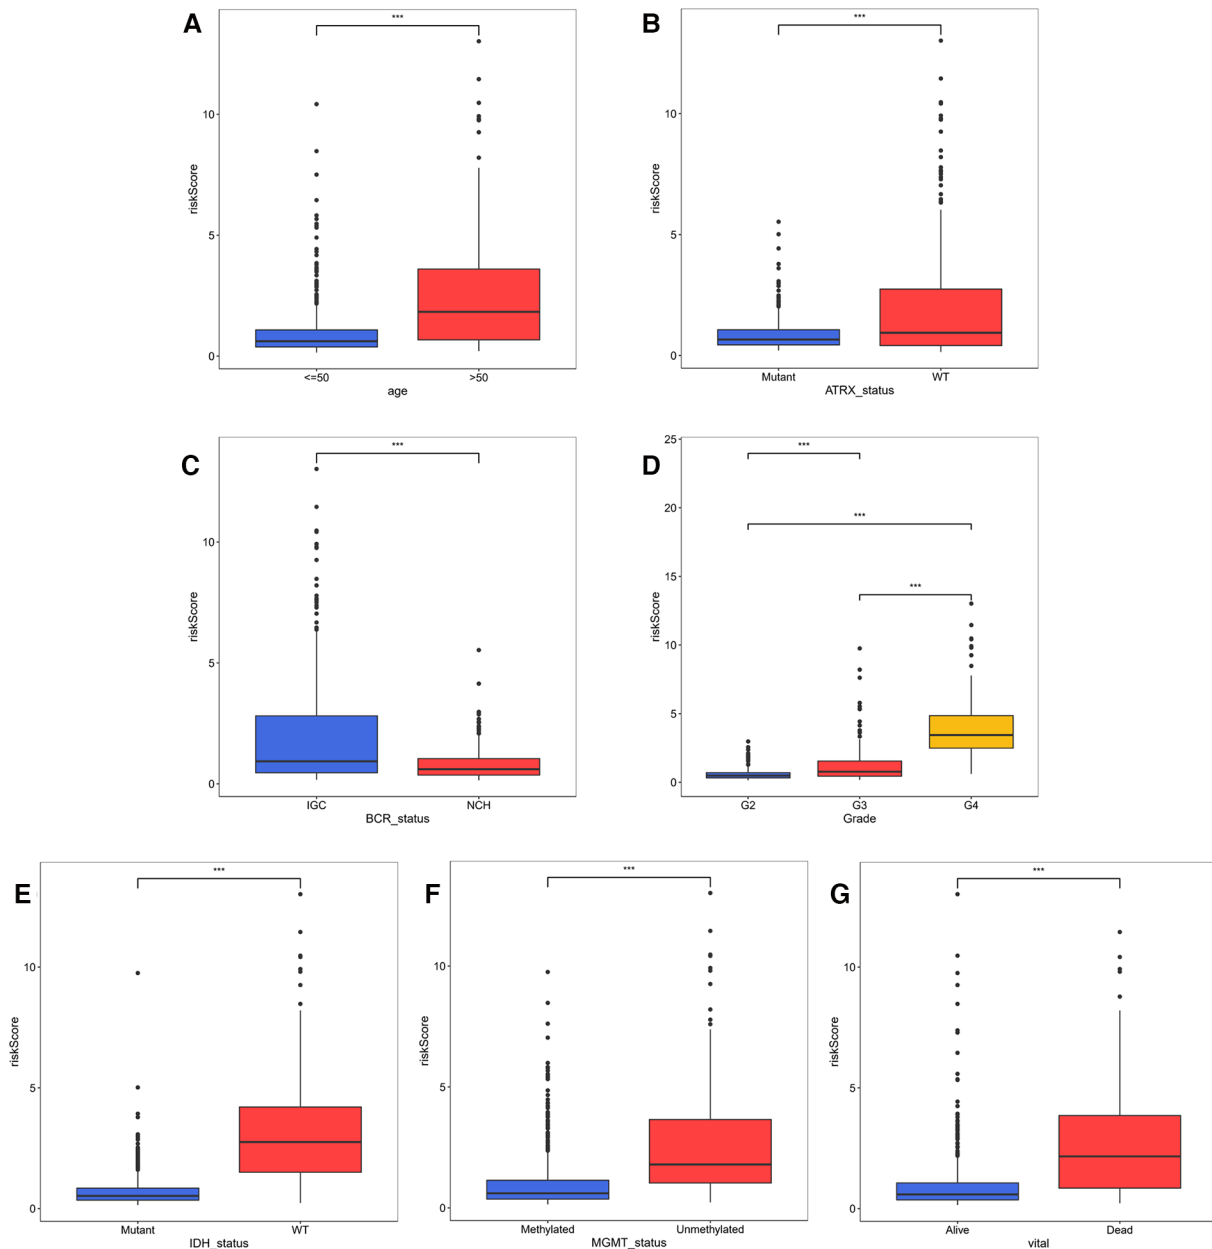 A
***
10
5
0
riskScore
<=50
>50
age
B
***
10
5
0
riskScore
Mutant
WT
ATRX_status
C
***
10
5
0
riskScore
IGC
NCH
BCR_status
D
25
20
15
10
5
0
***
***
***
riskScore
G2
G3
G4
Grade
E
***
10
5
0
riskScore
Mutant
WT
IDH_status
F
***
10
5
0
riskScore
Methylated
Unmethylated
MGMT_status
G
***
10
5
0
riskScore
Alive
Dead
vital